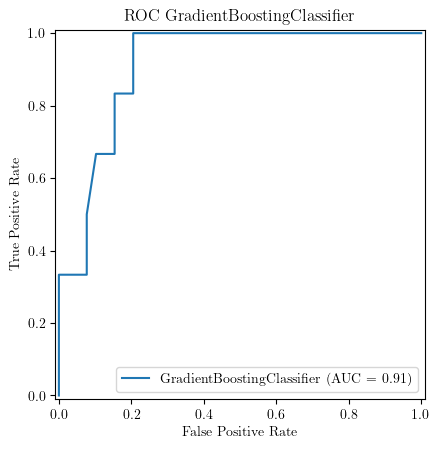 ROC GradientBoostingClassifier
1.0
0.8
0.6
0.4
0.2
0.0
True Positive Rate
GradientBoostingClassifier (AUC = 0.91)
0.0 0.2 0.4 0.6 0.8 1.0
False Positive Rate